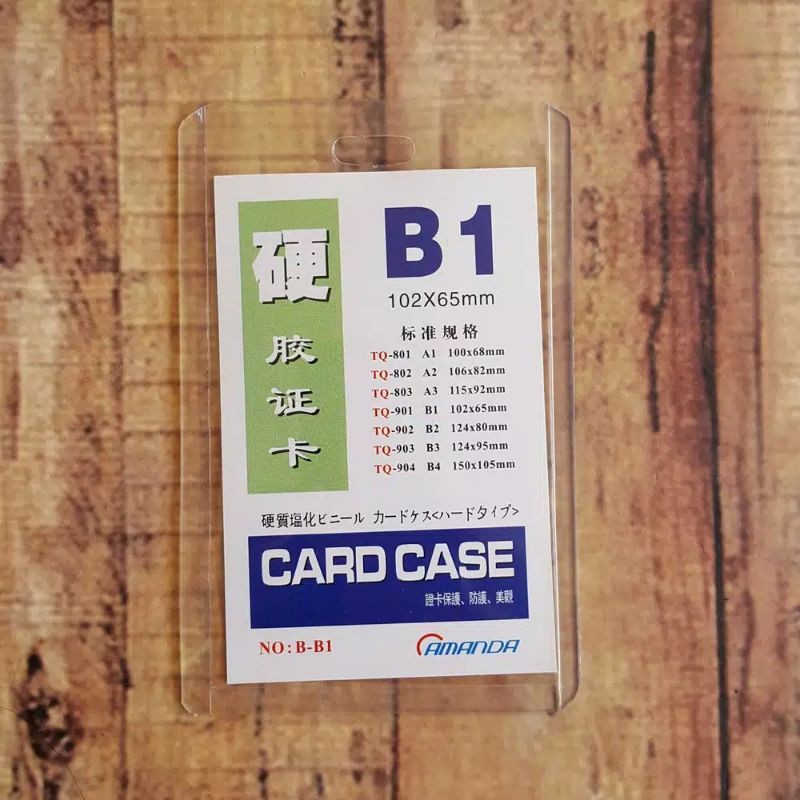 硬
胶
证
卡
B1
102X65mm
标准规格
TQ-801 A1 100x68mm
TQ-802 A2 106x82mm
TQ-803 A3 115x92mm
TQ-901 B1 102x65mm
TQ-902 B2 124x80mm
TQ-903 B3 124x95mm
TQ-904 B4 150x105mm
硬質塩化ビニール カードケス<ハードタイプ>
CARD CASE
證卡保護、防護、美觀
NO:B-B1
AMANDA